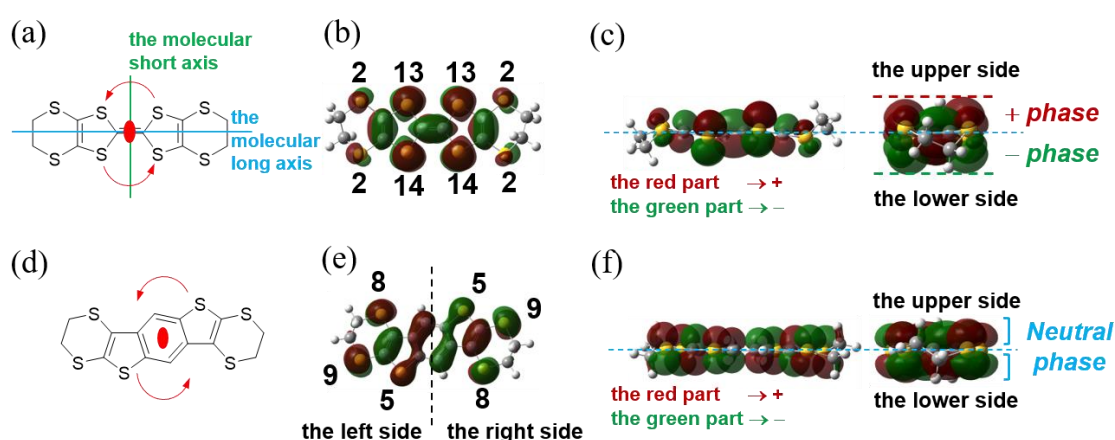 (a)
the molecular
short axis
S S S S
S S S S
the
molecular
long axis
(b)
2 13 13 2
2 14 14 2
(c)
the upper side
+ phase
− phase
the red part → +
the green part → −
the lower side
(d)
S S
S S
S S
(e)
8 5 9
9 5 8
the left side the right side
(f)
the upper side
Neutral
phase
the red part → +
the green part → −
the lower side